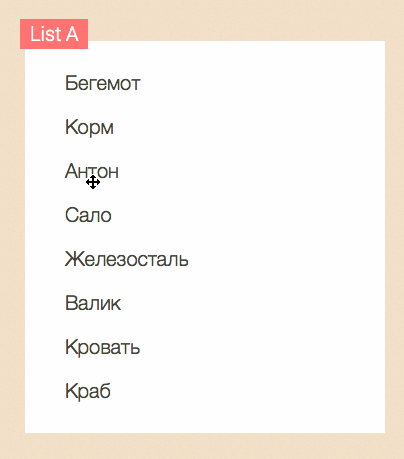 List A
Бегемот
Корм
Антон
Сало
Железосталь
Валик
Кровать
Краб